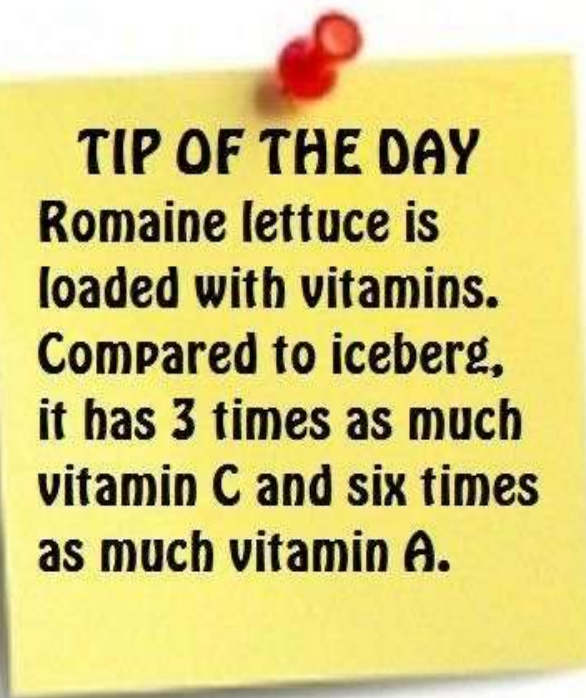 TIP OF THE DAY
Romaine lettuce is
loaded with vitamins.
Compared to iceberg,
it has 3 times as much
vitamin C and six times
as much vitamin A.